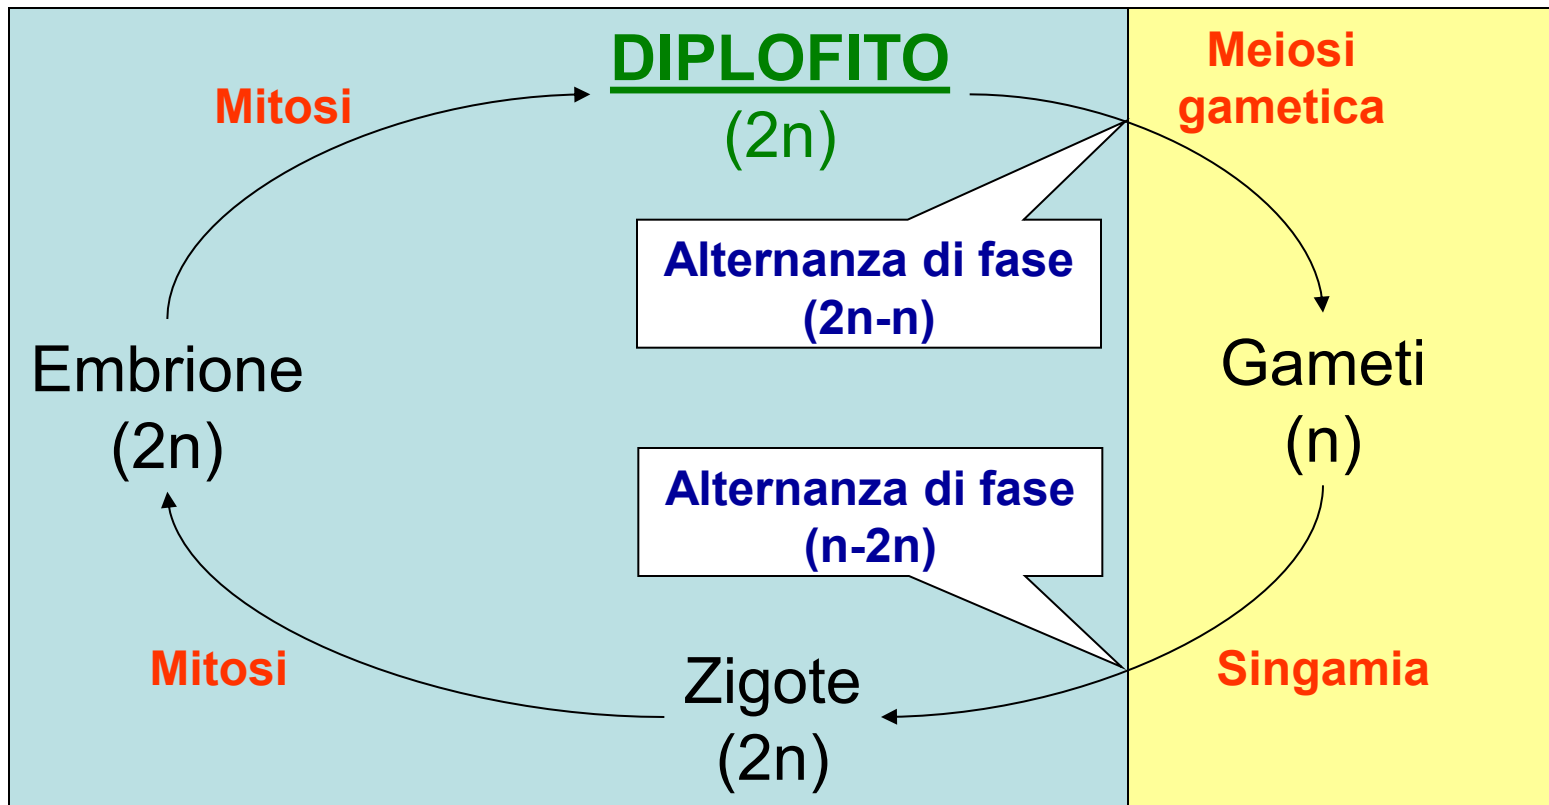 DIPLOFITO
(2n)
Mitosi
Meiosi
gametica
Alternanza di fase
(2n-n)
Embrione
(2n)
Gameti
(n)
Alternanza di fase
(n-2n)
Mitosi
Zigote
(2n)
Singamia